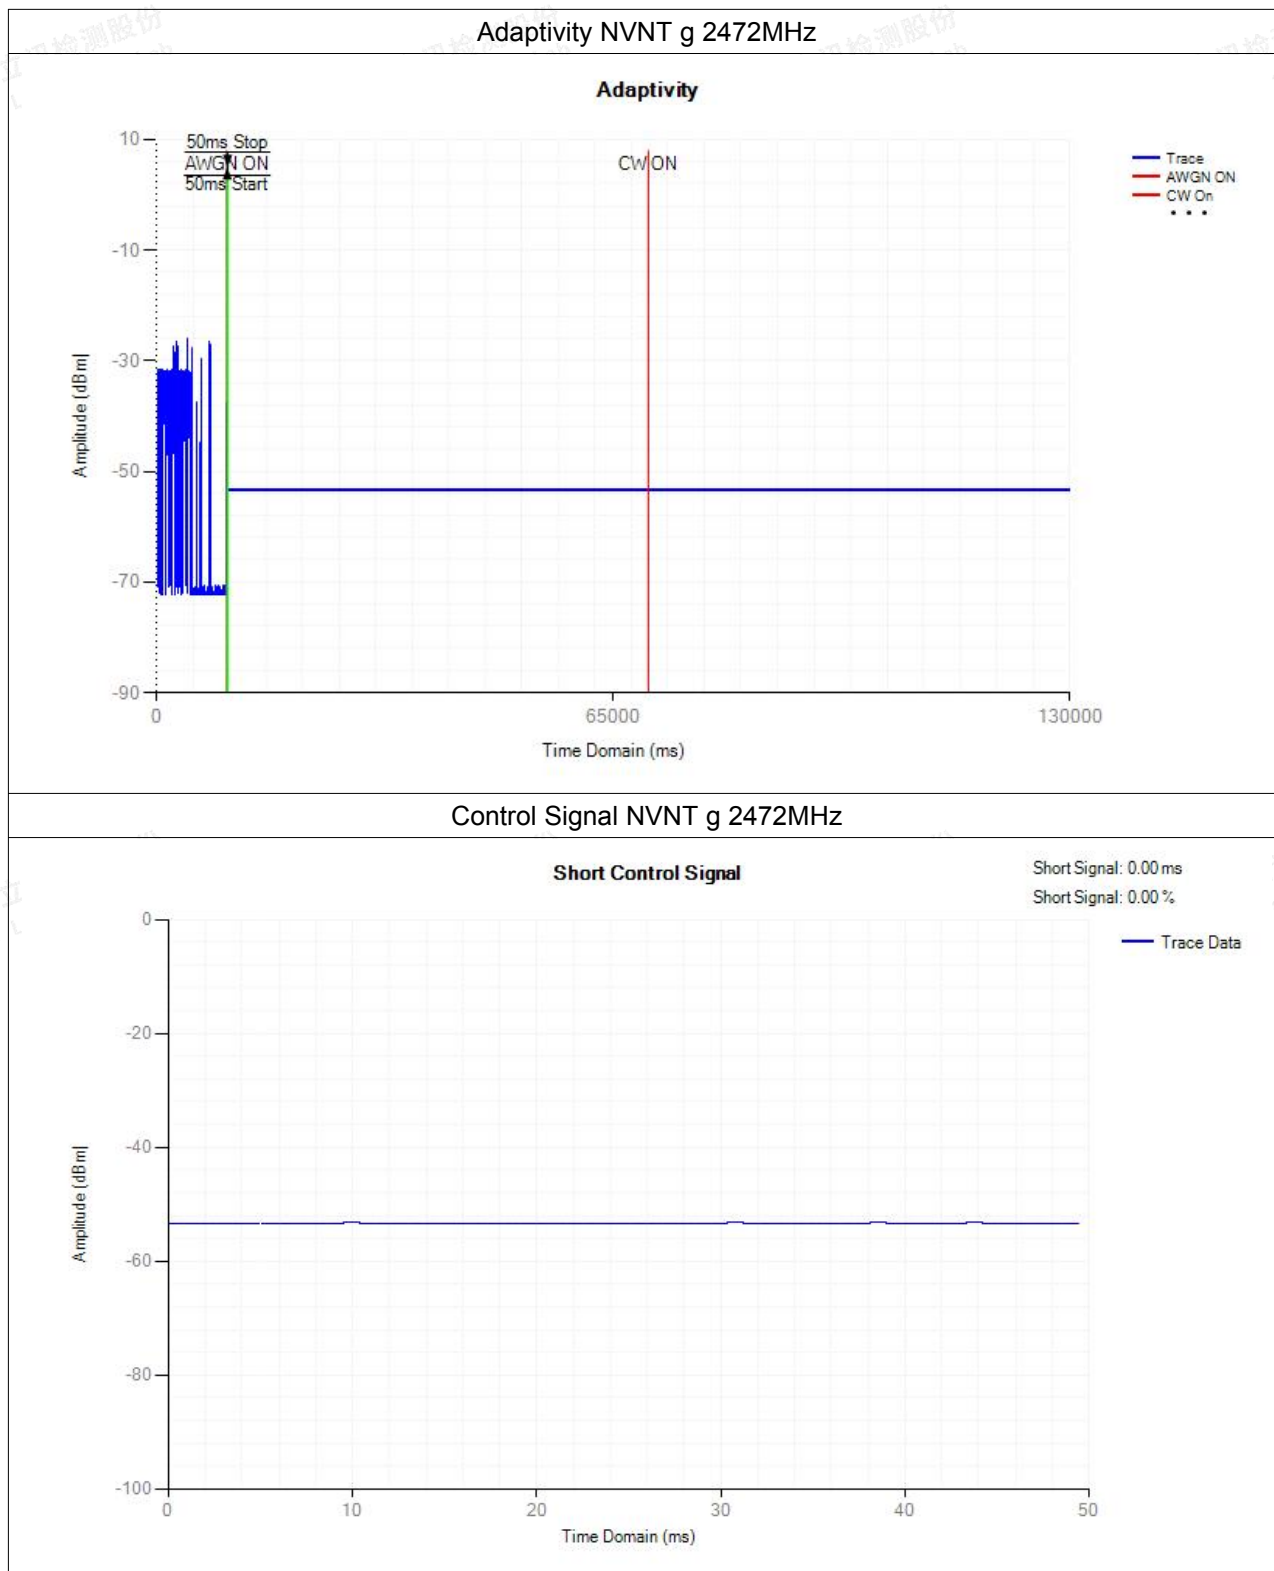 Adaptivity NVNT g 2472MHz
Adaptivity
50ms Stop
AWGN ON
50ms Start
CW ON
Trace
AWGN ON
CW On
10
-10
-30
-50
-70
-90
Amplitude [dBm]
0
65000
130000
Time Domain (ms)
Control Signal NVNT g 2472MHz
Short Control Signal
Short Signal: 0.00 ms
Short Signal: 0.00 %
Trace Data
0
-20
-40
-60
-80
-100
Amplitude [dBm]
0
10
20
30
40
50
Time Domain (ms)